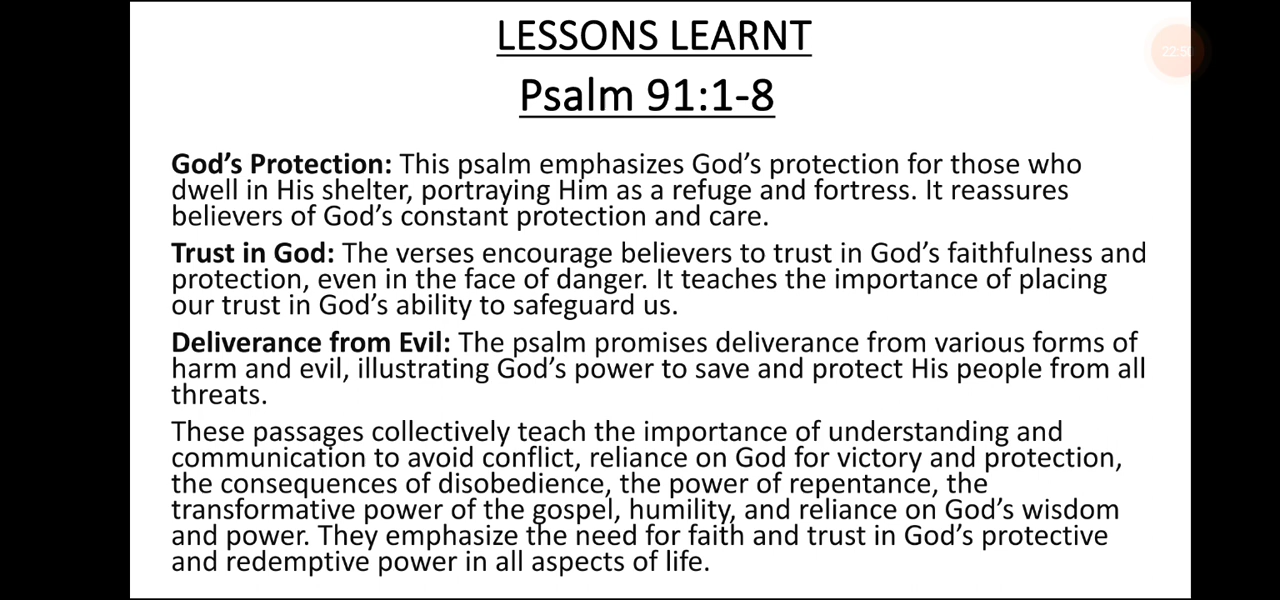 LESSONS LEARNT
Psalm 91:1-8
God's Protection: This psalm emphasizes God's protection for those who
dwell in His shelter, portraying Him as a refuge and fortress. It reassures
believers of God's constant protection and care.
Trust in God: The verses encourage believers to trust in God's faithfulness and
protection, even in the face of danger. It teaches the importance of placing
our trust in God's ability to safeguard us.
Deliverance from Evil: The psalm promises deliverance from various forms of
harm and evil, illustrating God's power to save and protect His people from all
threats.
These passages collectively teach the importance of understanding and
communication to avoid conflict, reliance on God for victory and protection,
the consequences of disobedience, the power of repentance, the
transformative power of the gospel, humility, and reliance on God's wisdom
and power. They emphasize the need for faith and trust in God's protective
and redemptive power in all aspects of life.